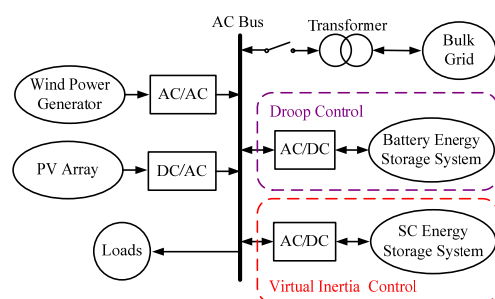 AC Bus
Transformer
Bulk
Grid
Wind Power
Generator
AC/AC
Droop Control
AC/DC
Battery Energy
Storage System
PV Array
DC/AC
Loads
AC/DC
SC Energy
Storage System
Virtual Inertia Control